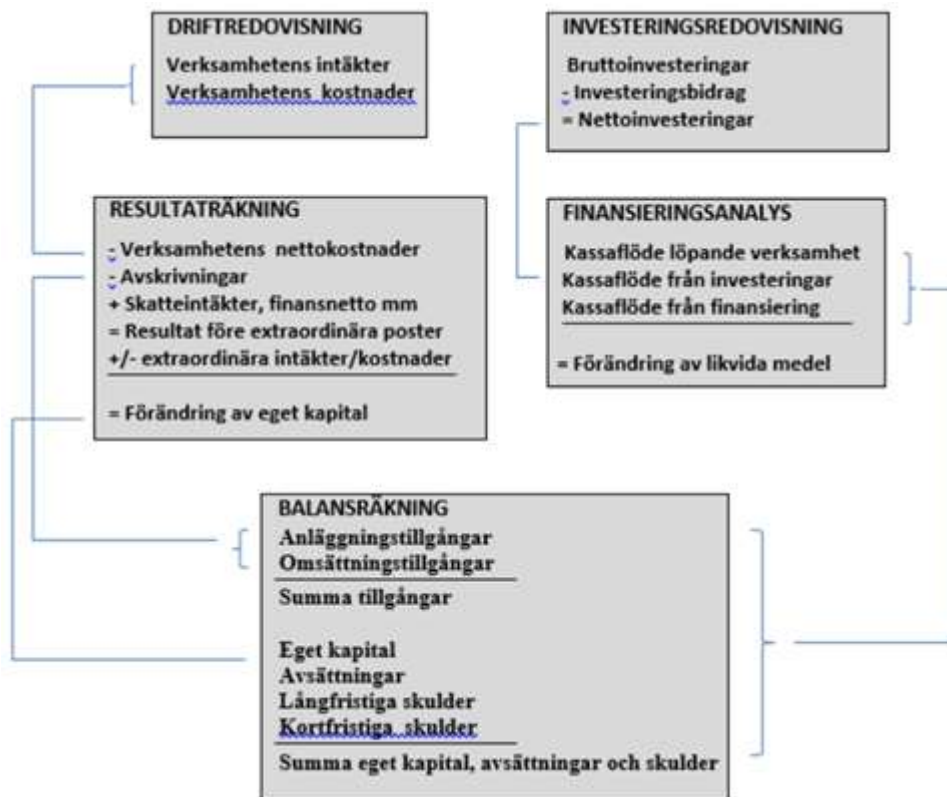 DRIFTREDOVISNING
Verksamhetens intäkter
Verksamhetens kostnader
INVESTERINGSREDOVISNING
Bruttoinvesteringar
- Investeringsbidrag
= Nettoinvesteringar
RESULTATRÄKNING
- Verksamhetens nettokostnader
- Avskrivningar
+ Skatteintäkter, finansnetto mm
= Resultat före extraordinära poster
+/- extraordinära intäkter/kostnader
= Förändring av eget kapital
FINANSIERINGSANALYS
Kassaflöde löpande verksamhet
Kassaflöde från investeringar
Kassaflöde från finansiering
= Förändring av likvida medel
BALANSRÄKNING
Anläggningstillgångar
Omsättningstillgångar
Summa tillgångar
Eget kapital
Avsättningar
Långfristiga skulder
Kortfristiga skulder
Summa eget kapital, avsättningar och skulder